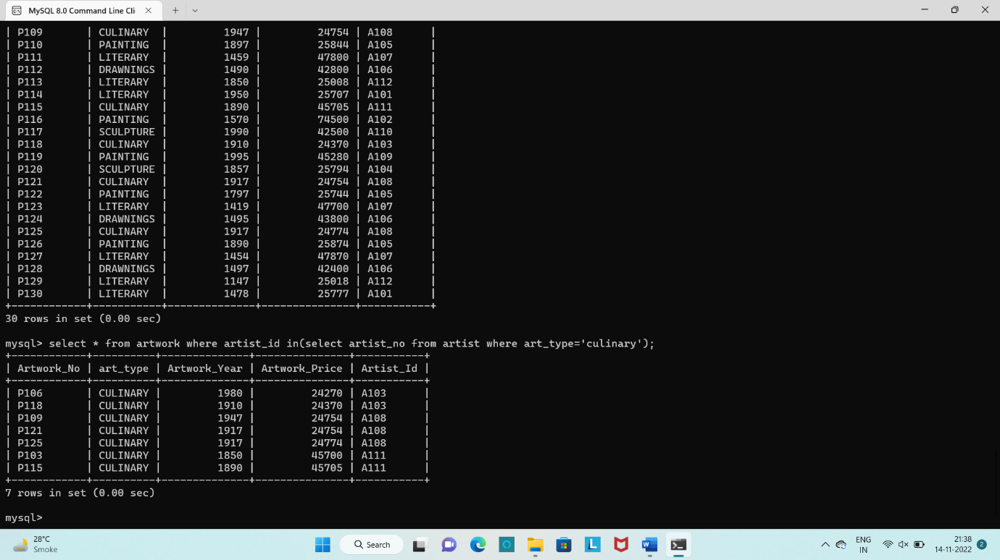 MySQL 8.0 Command Line Cli
| P109 | CULINARY | 1947 | 24754 | A108 |
| P110 | PAINTING | 1897 | 25844 | A105 |
| P111 | LITERARY | 1459 | 47800 | A107 |
| P112 | DRAWNINGS | 1490 | 42800 | A106 |
| P113 | LITERARY | 1850 | 25008 | A112 |
| P114 | LITERARY | 1950 | 25707 | A101 |
| P115 | CULINARY | 1890 | 45705 | A111 |
| P116 | PAINTING | 1570 | 74500 | A102 |
| P117 | SCULPTURE | 1990 | 42500 | A110 |
| P118 | CULINARY | 1910 | 24370 | A103 |
| P119 | PAINTING | 1995 | 45280 | A109 |
| P120 | SCULPTURE | 1857 | 25794 | A104 |
| P121 | CULINARY | 1917 | 24754 | A108 |
| P122 | PAINTING | 1797 | 25744 | A105 |
| P123 | LITERARY | 1419 | 47700 | A107 |
| P124 | DRAWNINGS | 1495 | 43800 | A106 |
| P125 | CULINARY | 1917 | 24774 | A108 |
| P126 | PAINTING | 1890 | 25874 | A105 |
| P127 | LITERARY | 1454 | 47870 | A107 |
| P128 | DRAWNINGS | 1497 | 42400 | A106 |
| P129 | LITERARY | 1147 | 25018 | A112 |
| P130 | LITERARY | 1478 | 25777 | A101 |
+------------+-----------+--------------+---------------+-----------+
30 rows in set (0.00 sec)
mysql> select * from artwork where artist_id in(select artist_no from artist where art_type='culinary');
+------------+----------+--------------+---------------+-----------+
| Artwork_No | art_type | Artwork_Year | Artwork_Price | Artist_Id |
+------------+----------+--------------+---------------+-----------+
| P106 | CULINARY | 1980 | 24270 | A103 |
| P118 | CULINARY | 1910 | 24370 | A103 |
| P109 | CULINARY | 1947 | 24754 | A108 |
| P121 | CULINARY | 1917 | 24754 | A108 |
| P125 | CULINARY | 1917 | 24774 | A108 |
| P103 | CULINARY | 1850 | 45700 | A111 |
| P115 | CULINARY | 1890 | 45705 | A111 |
+------------+----------+--------------+---------------+-----------+
7 rows in set (0.00 sec)
mysql>
28°C
Smoke
Search
L
W
ENG
IN
21:38
14-11-2022
2